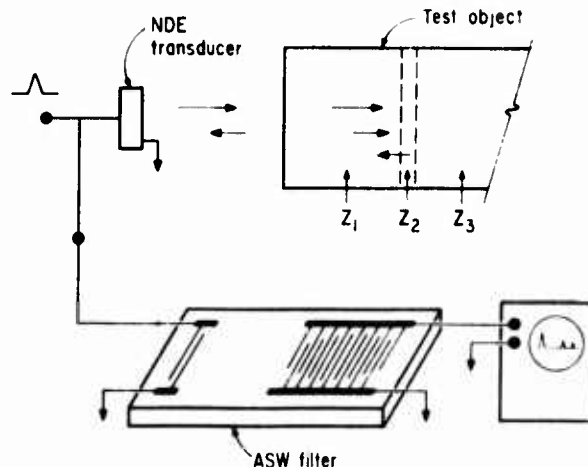 NDE
transducer
Test object
Z1 Z2 Z3
ASW filter